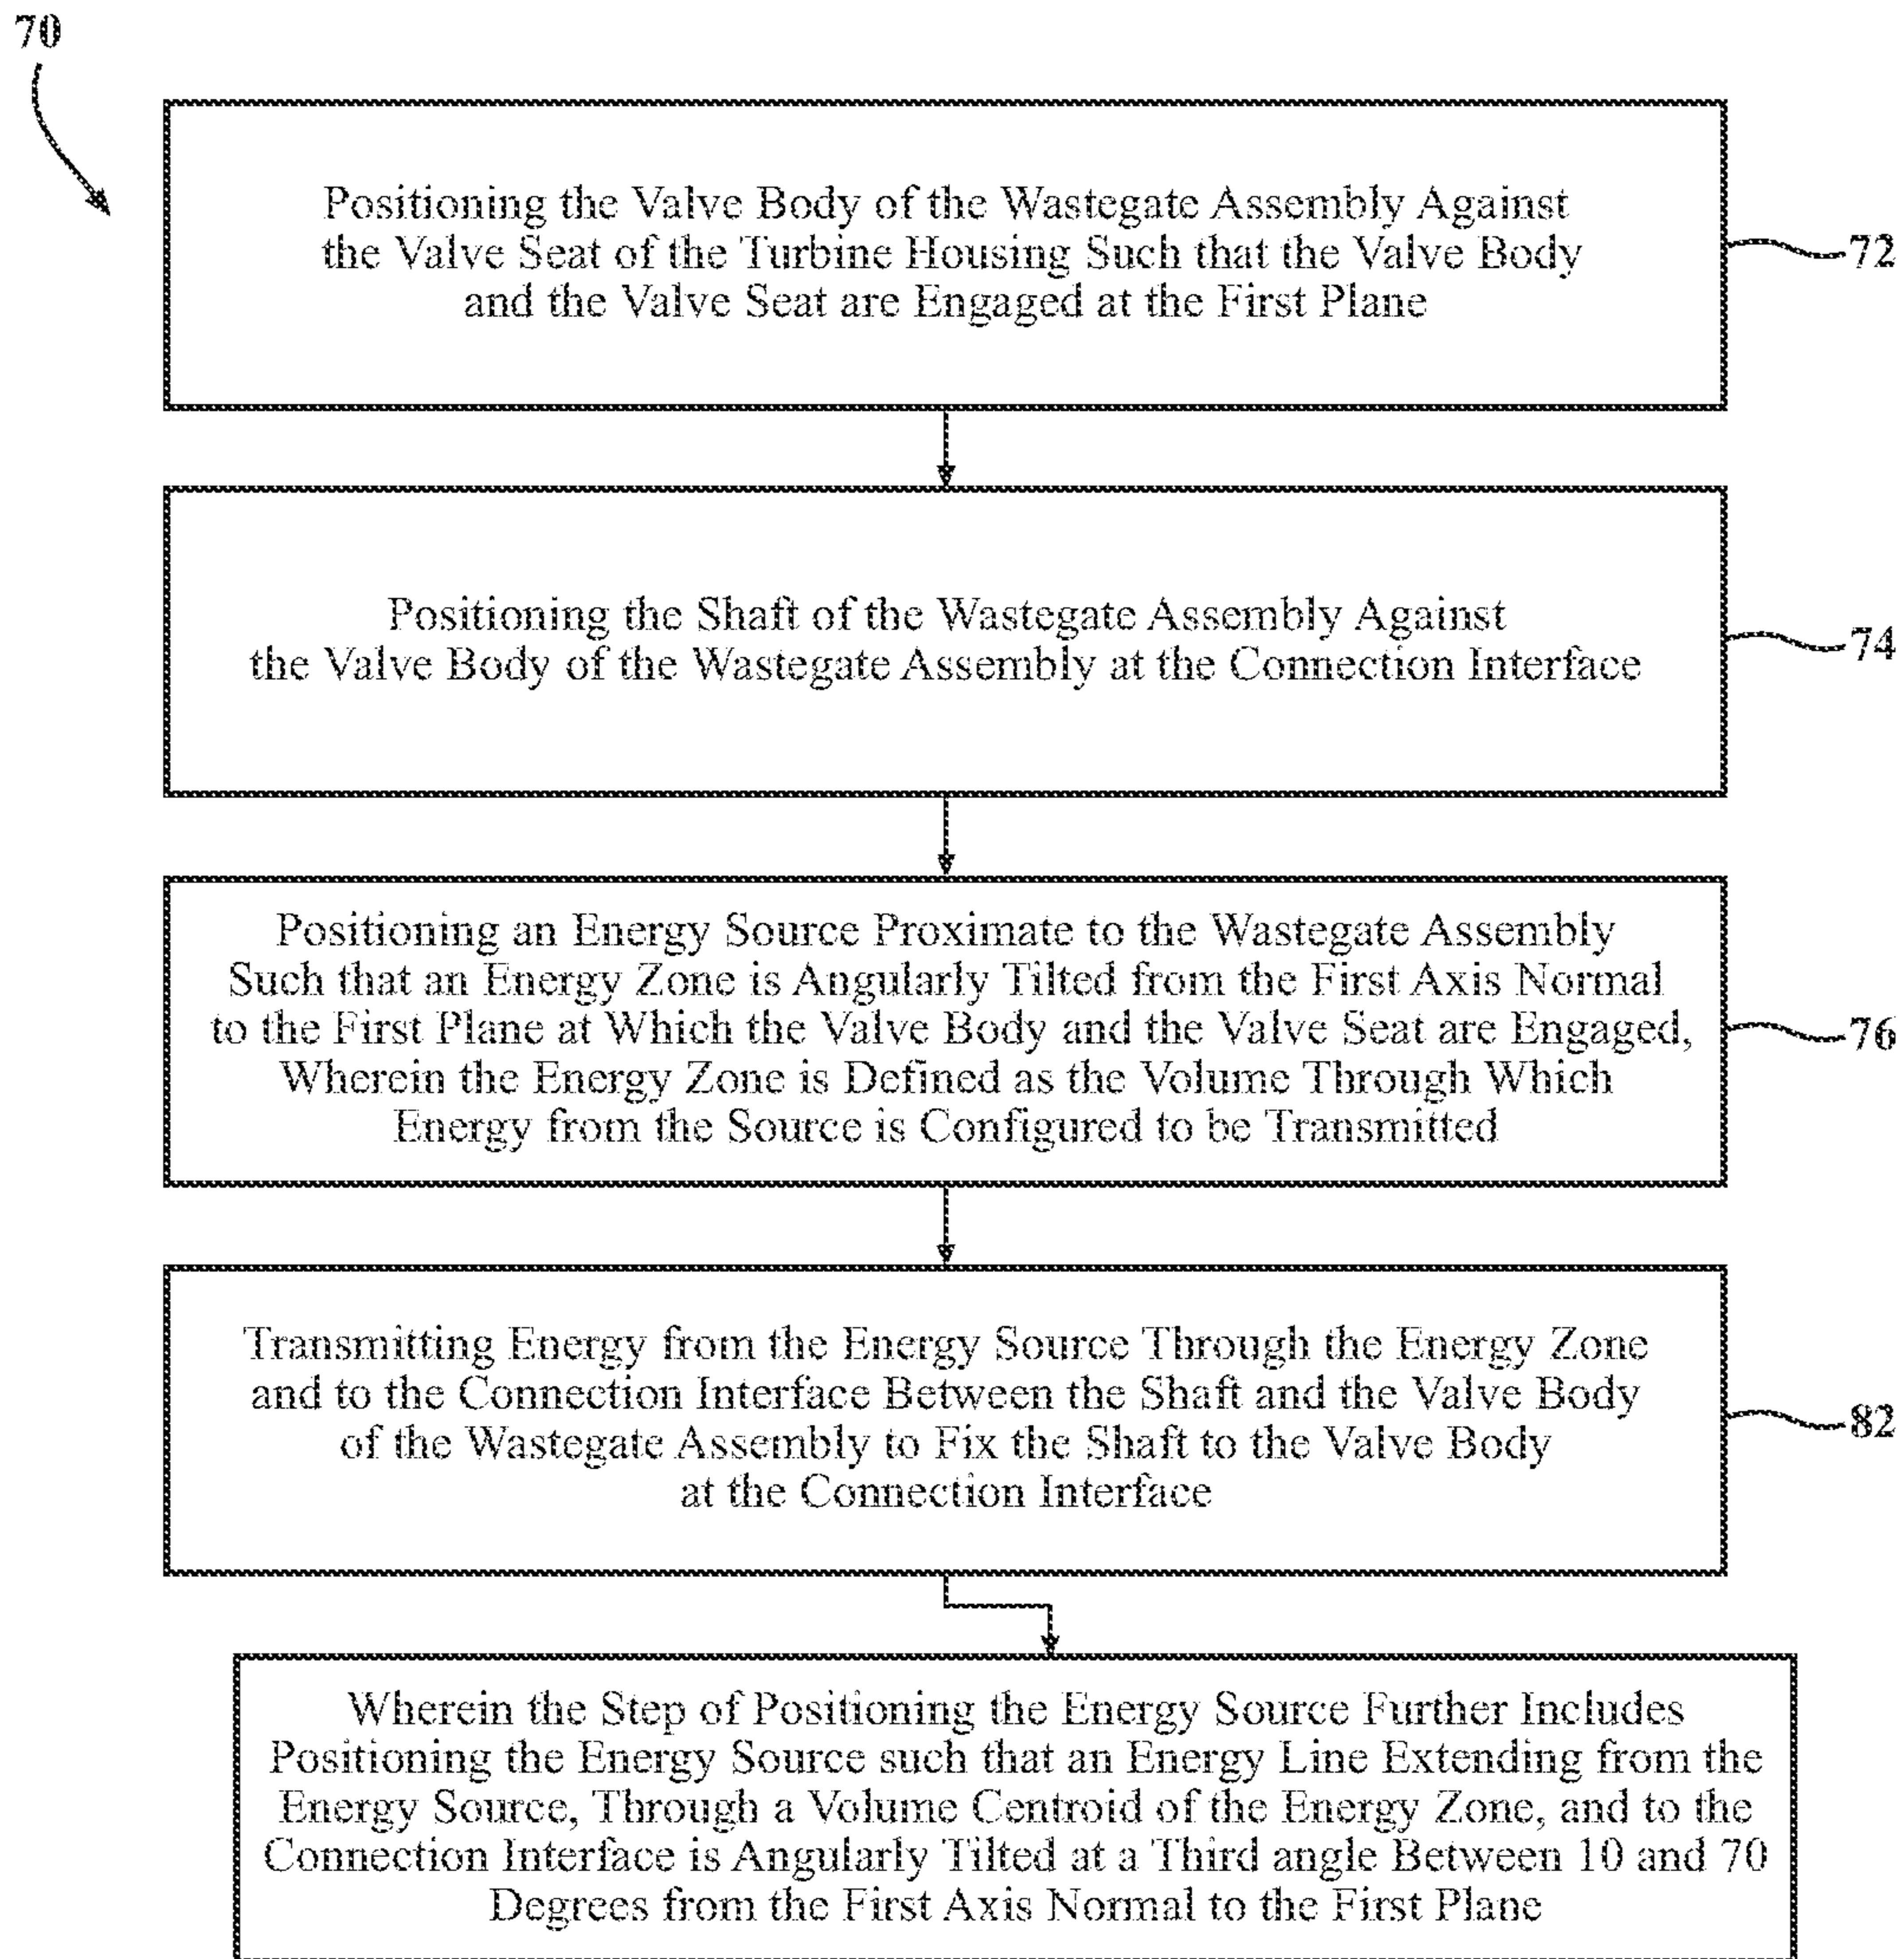 70
Positioning the Valve Body of the Wastegate Assembly Against
the Valve Seat of the Turbine Housing Such that the Valve Body
and the Valve Seat are Engaged at the First Plane
72
Positioning the Shaft of the Wastegate Assembly Against
the Valve Body of the Wastegate Assembly at the Connection Interface
74
Positioning an Energy Source Proximate to the Wastegate Assembly
Such that an Energy Zone is Angularly Tilted from the First Axis Normal
to the First Plane at Which the Valve Body and the Valve Seat are Engaged,
Wherein the Energy Zone is Defined as the Volume Through Which
Energy from the Source is Configured to be Transmitted
76
Transmitting Energy from the Energy Source Through the Energy Zone
and to the Connection Interface Between the Shaft and the Valve Body
of the Wastegate Assembly to Fix the Shaft to the Valve Body
at the Connection Interface
82
Wherein the Step of Positioning the Energy Source Further Includes
Positioning the Energy Source such that an Energy Line Extending from the
Energy Source, Through a Volume Centroid of the Energy Zone, and to the
Connection Interface is Angularly Tilted at a Third angle Between 10 and 70
Degrees from the First Axis Normal to the First Plane